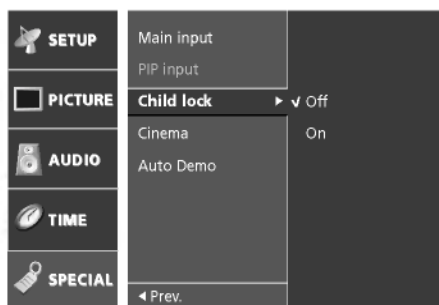 SETUP
PICTURE
AUDIO
TIME
SPECIAL
Main input
PIP input
Child lock
Cinema
Auto Demo
Prev.
Off
On